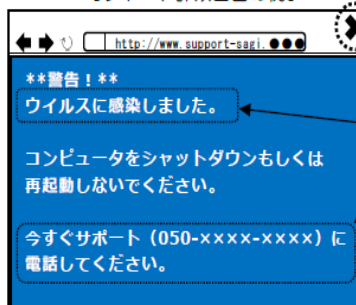 http://www.support-sagi.●●●
**警告！**
ウイルスに感染しました。
コンピュータをシャットダウンもしくは
再起動しないでください。
今すぐサポート（050-××××-××××）に
電話してください。